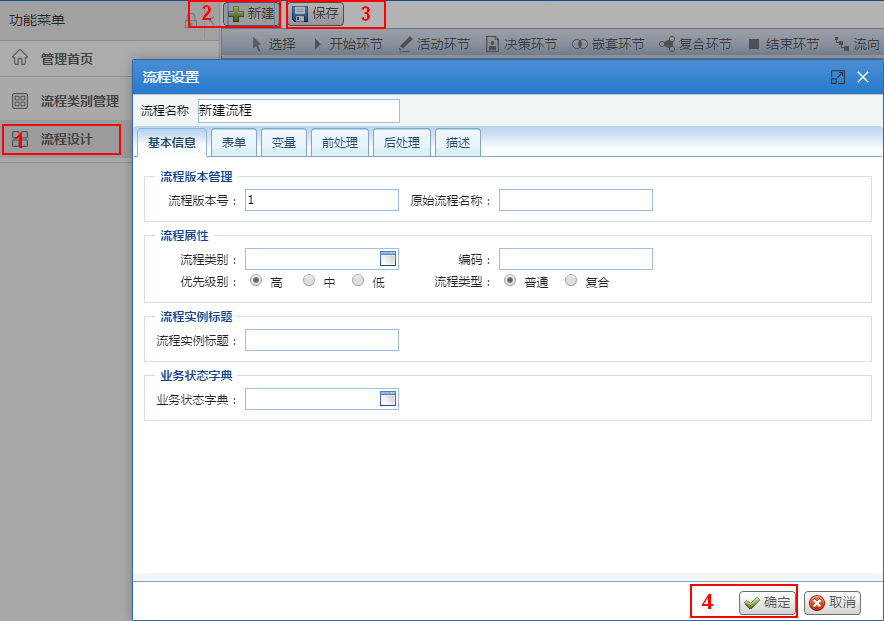 功能菜单
2 新建 保存 3
选择 开始环节 活动环节 决策环节 嵌套环节 复合环节 结束环节 流向
管理首页
流程类别管理
1 流程设计
流程设置
流程名称 新建流程
基本信息 表单 变量 前处理 后处理 描述
流程版本管理
流程版本号： 1 原始流程名称：
流程属性
流程类别： 编码：
优先级别： 高 中 低 流程类型： 普通 复合
流程实例标题
流程实例标题：
业务状态字典
业务状态字典：
4 确定 取消